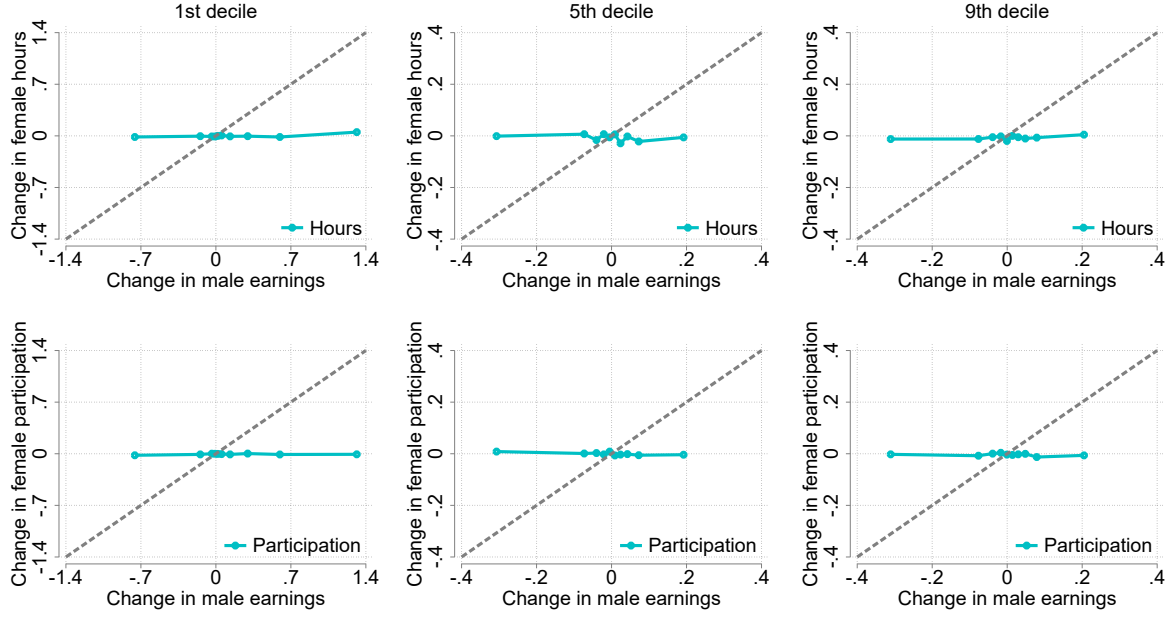 1st decile
Change in female hours
1.4
.7
0
-.7
-1.4
Hours
-1.4 -.7 0 .7 1.4
Change in male earnings
5th decile
Change in female hours
.4
.2
0
-.2
-.4
Hours
-.4 -.2 0 .2 .4
Change in male earnings
9th decile
Change in female hours
.4
.2
0
-.2
-.4
Hours
-.4 -.2 0 .2 .4
Change in male earnings
Change in female participation
1.4
.7
0
-.7
-1.4
Participation
-1.4 -.7 0 .7 1.4
Change in male earnings
Change in female participation
.4
.2
0
-.2
-.4
Participation
-.4 -.2 0 .2 .4
Change in male earnings
Change in female participation
.4
.2
0
-.2
-.4
Participation
-.4 -.2 0 .2 .4
Change in male earnings